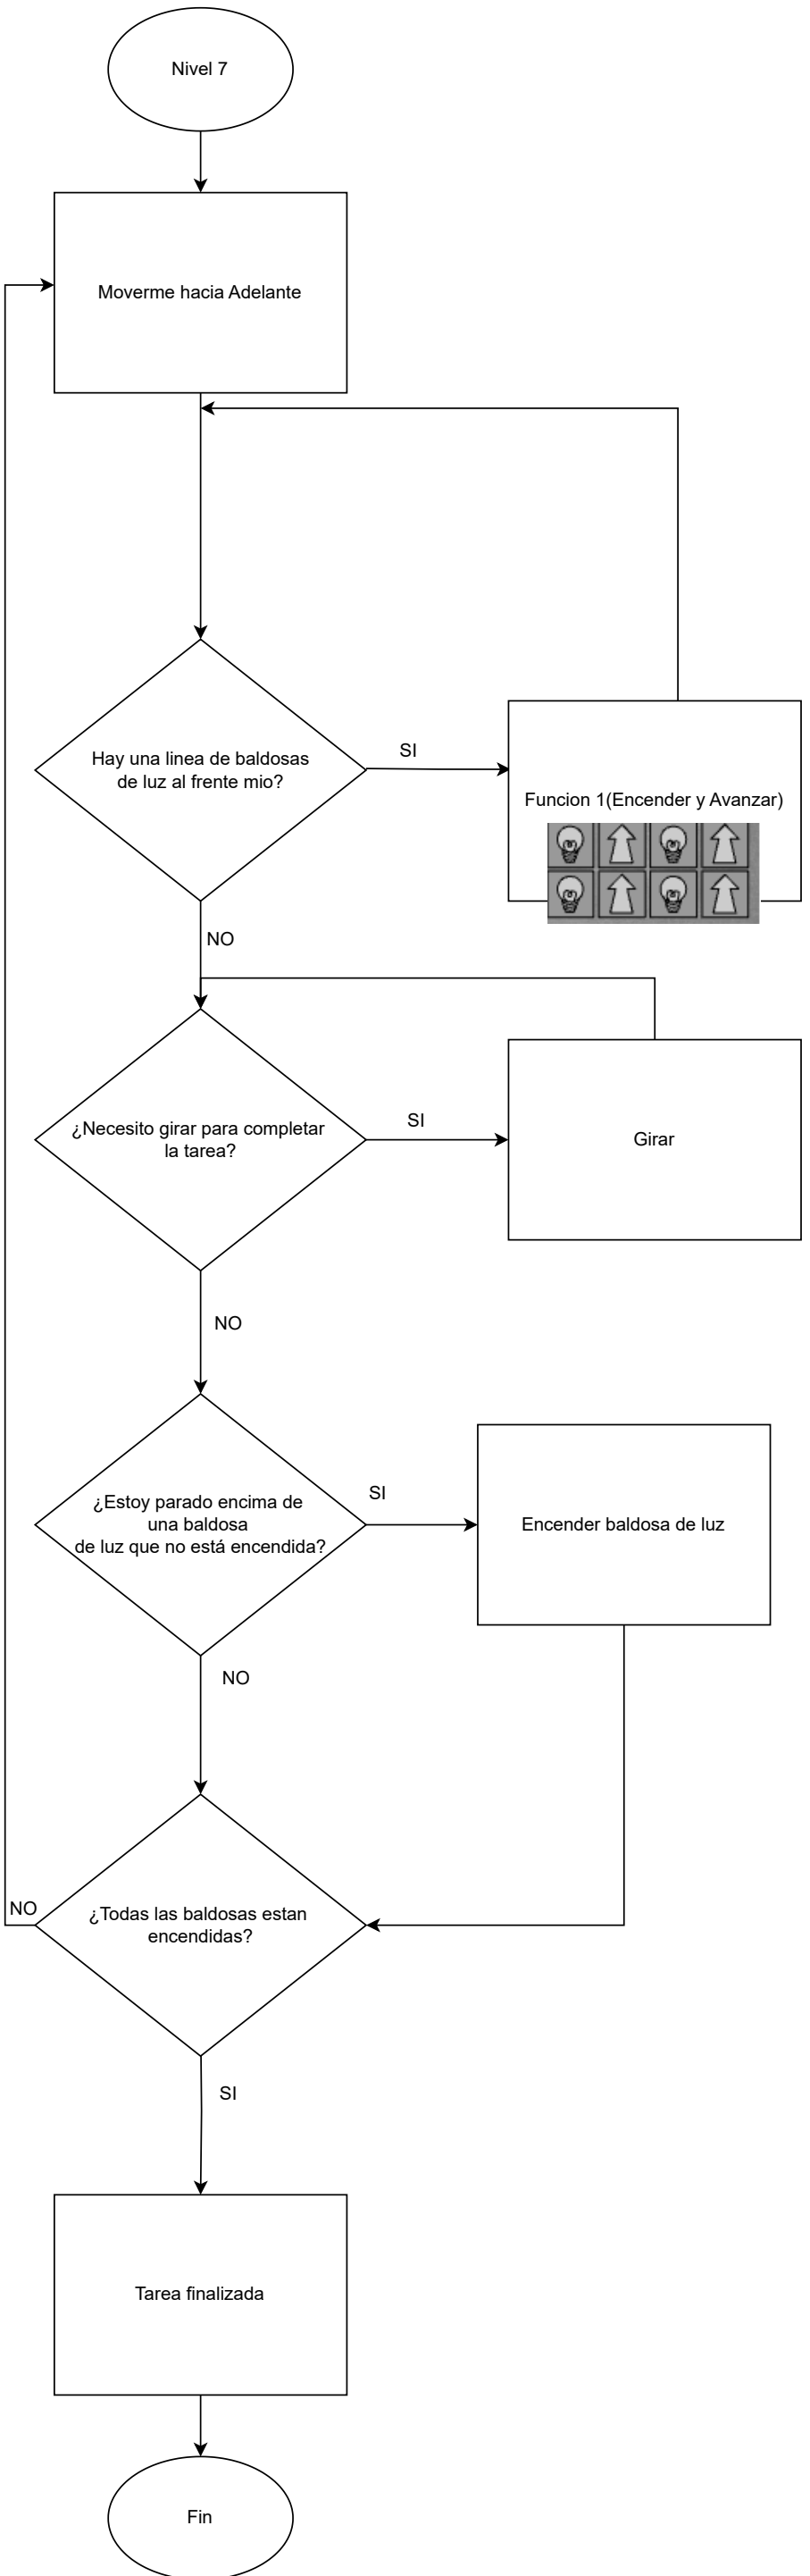 Nivel 7
Moverme hacia Adelante
Hay una linea de baldosas
de luz al frente mio?
SI
Funcion 1(Encender y Avanzar)
NO
¿Necesito girar para completar
la tarea?
SI
Girar
NO
¿Estoy parado encima de
una baldosa
de luz que no está encendida?
SI
Encender baldosa de luz
NO
¿Todas las baldosas estan
encendidas?
NO
SI
Tarea finalizada
Fin